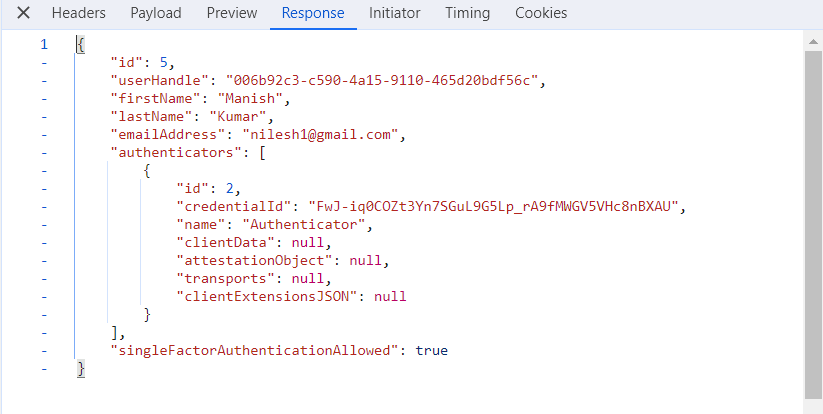 Headers Payload Preview Response Initiator Timing Cookies
1 {
- "id": 5,
- "userHandle": "006b92c3-c590-4a15-9110-465d20bdf56c",
- "firstName": "Manish",
- "lastName": "Kumar",
- "emailAddress": "nilesh1@gmail.com",
- "authenticators": [
- {
- "id": 2,
- "credentialId": "FwJ-iq0COZt3Yn7SGuL9G5Lp_rA9fMWGV5VHc8nBXAU",
- "name": "Authenticator",
- "clientData": null,
- "attestationObject": null,
- "transports": null,
- "clientExtensionsJSON": null
- }
- ],
- "singleFactorAuthenticationAllowed": true
- }